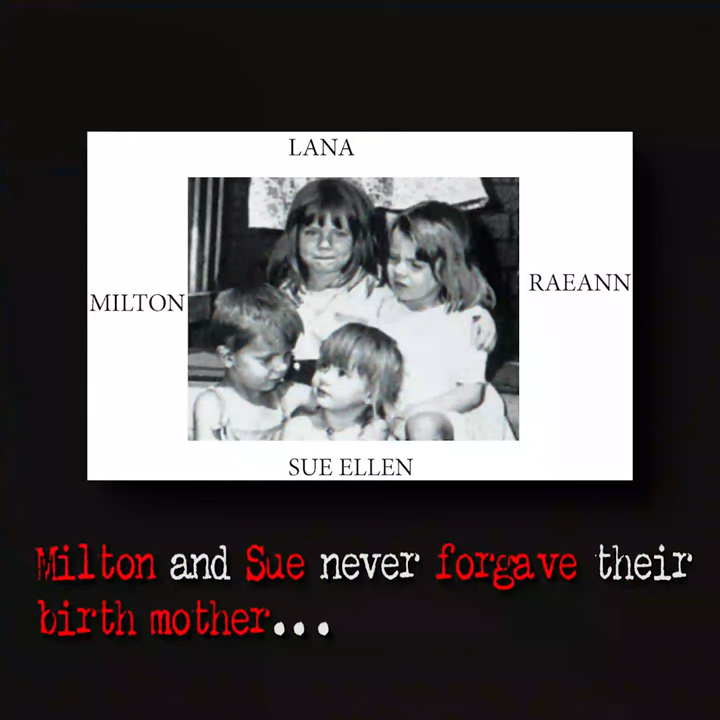 LANA
MILTON
RAEANN
SUE ELLEN
Milton and Sue never forgave their
birth mother...